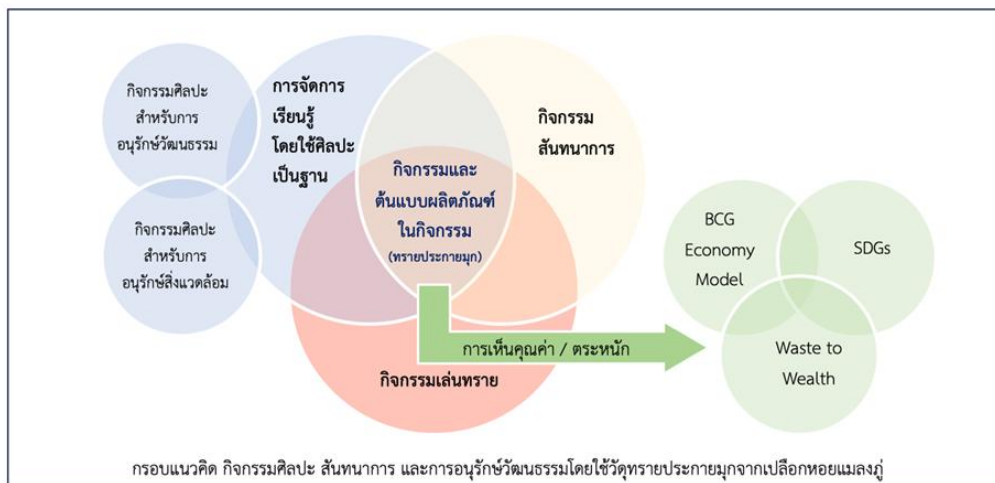 กิจกรรมศิลปะ
สำหรับการ
อนุรักษ์วัฒนธรรม
กิจกรรมศิลปะ
สำหรับการ
อนุรักษ์สิ่งแวดล้อม
การจัดการ
เรียนรู้
โดยใช้ศิลปะ
เป็นฐาน
กิจกรรม
สันทนาการ
กิจกรรมและ
ต้นแบบผลิตภัณฑ์
ในกิจกรรม
(ทรายประกายมุก)
กิจกรรมเล่นทราย
การเห็นคุณค่า / ตระหนัก
BCG
Economy
Model
SDGs
Waste to
Wealth
กรอบแนวคิด กิจกรรมศิลปะ สันทนาการ และการอนุรักษ์วัฒนธรรมโดยใช้วัดุทรายประกายมุกจากเปลือกหอยแมลงภู่